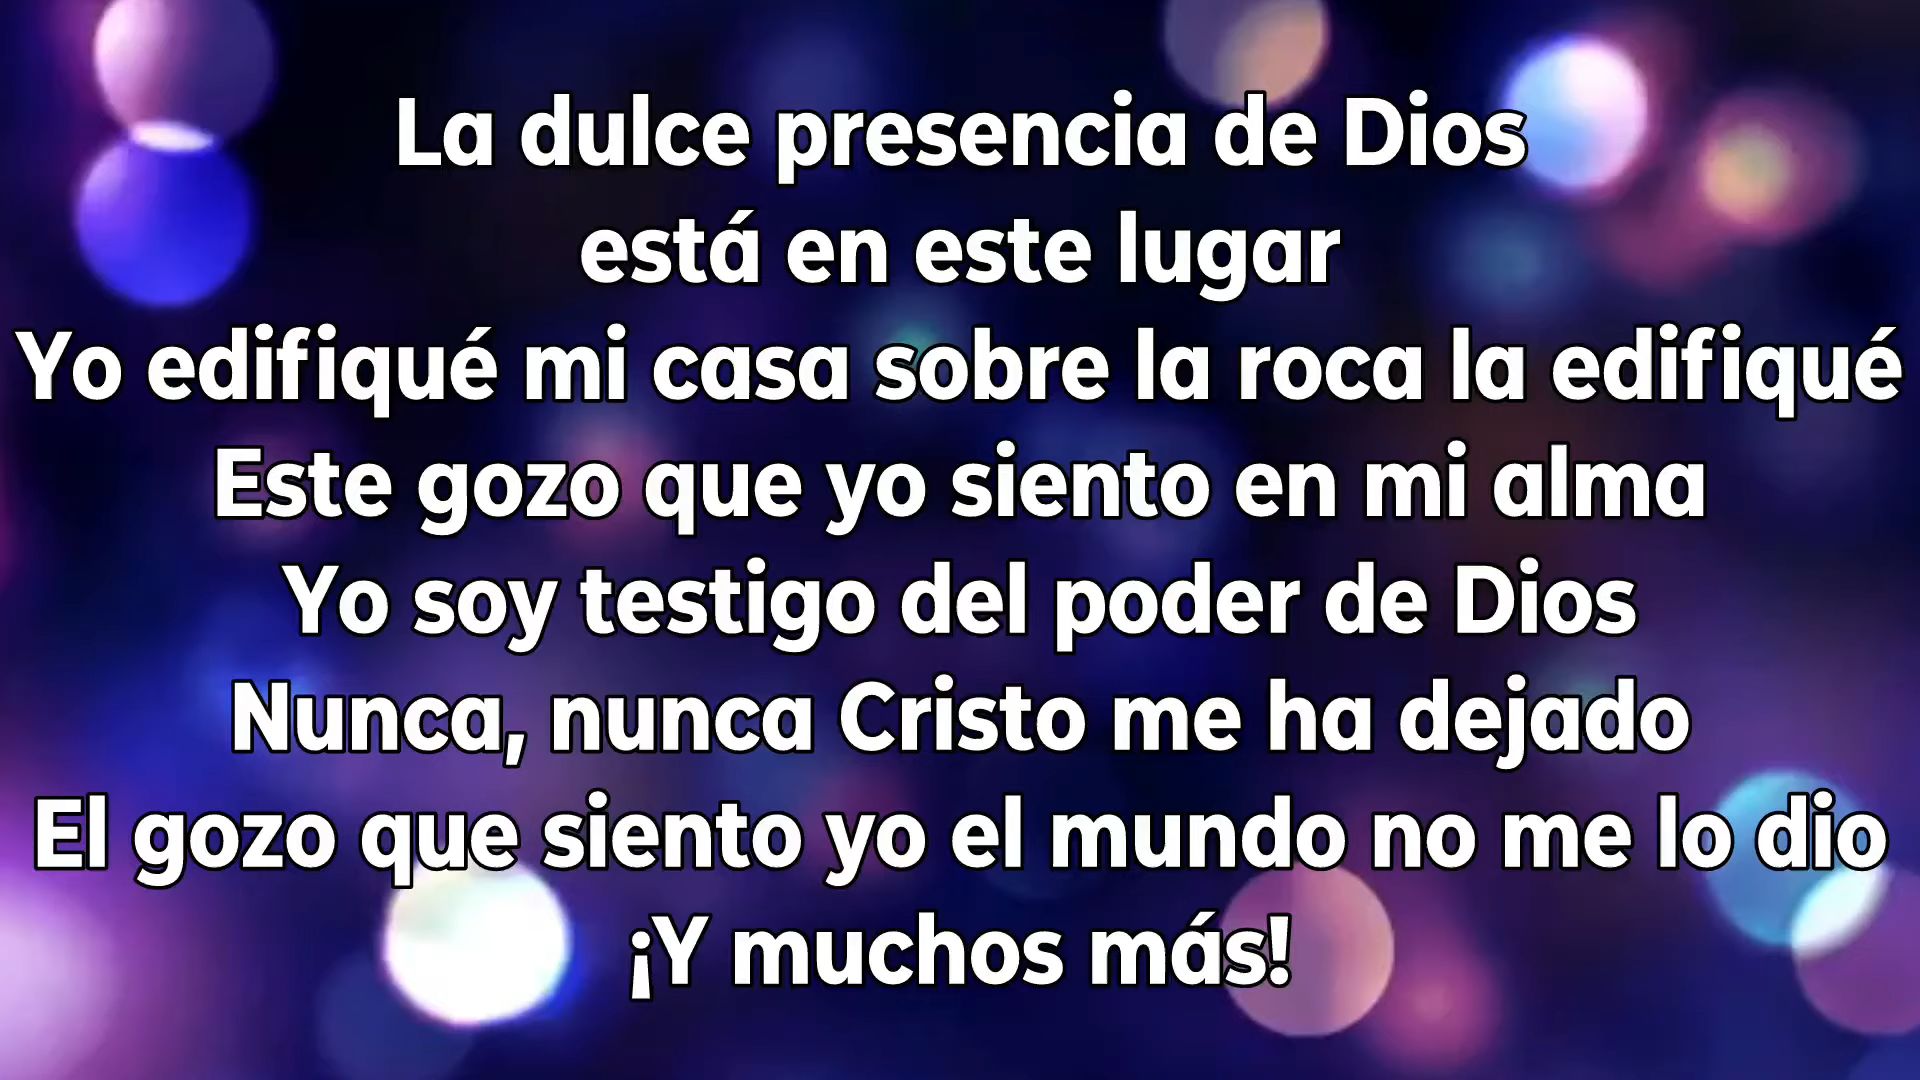 La dulce presencia de Dios
está en este lugar
Yo edifiqué mi casa sobre la roca la edifiqué
Este gozo que yo siento en mi alma
Yo soy testigo del poder de Dios
Nunca, nunca Cristo me ha dejado
El gozo que siento yo el mundo no me lo dio
¡Y muchos más!